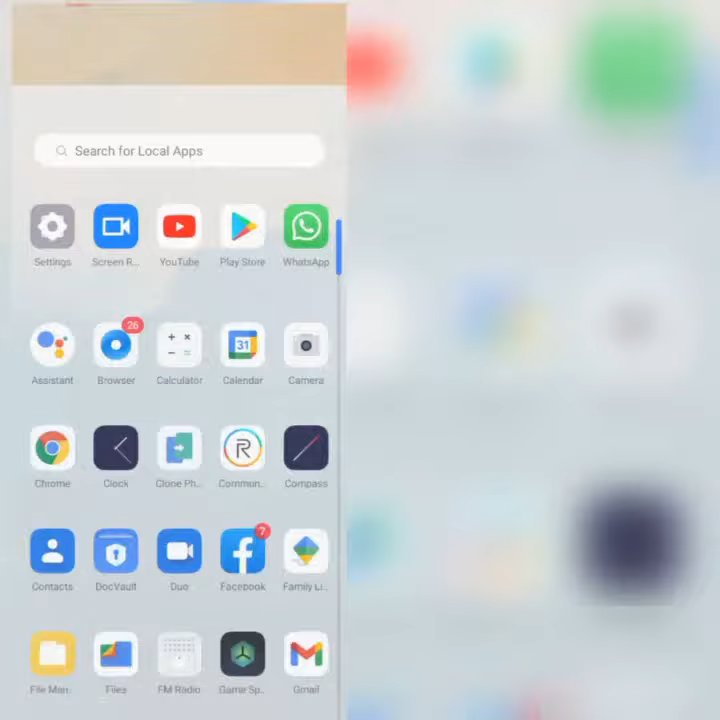 Search for Local Apps
Settings Screen R... YouTube Play Store WhatsApp
26
Assistant Browser Calculator Calendar Camera
31
Chrome Clock Clone Ph.. Commun.. Compass
7
Contacts DocVault Duo Facebook Family Li..
File Man.. Files FM Radio Game Sp.. Gmail